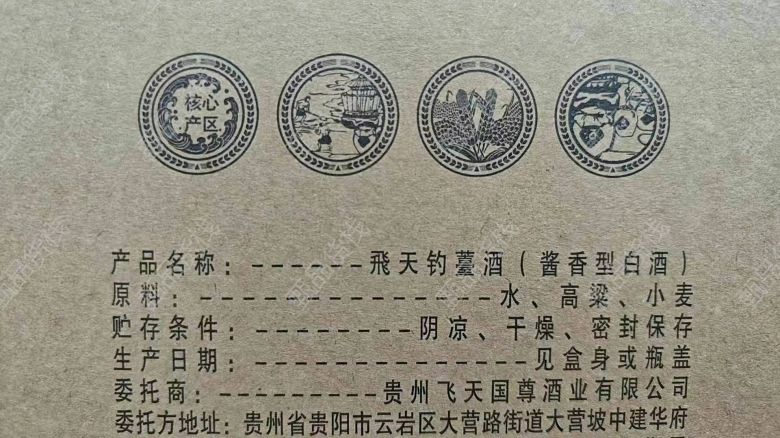 核心
产区
产品名称：------飛天钓薹酒（酱香型白酒）
原料：----------------水、高粱、小麦
贮存条件：--------阴凉、干燥、密封保存
生产日期：--------------见盒身或瓶盖
委托商：--------贵州飞天国尊酒业有限公司
委托方地址：贵州省贵阳市云岩区大营路街道大营坡中建华府